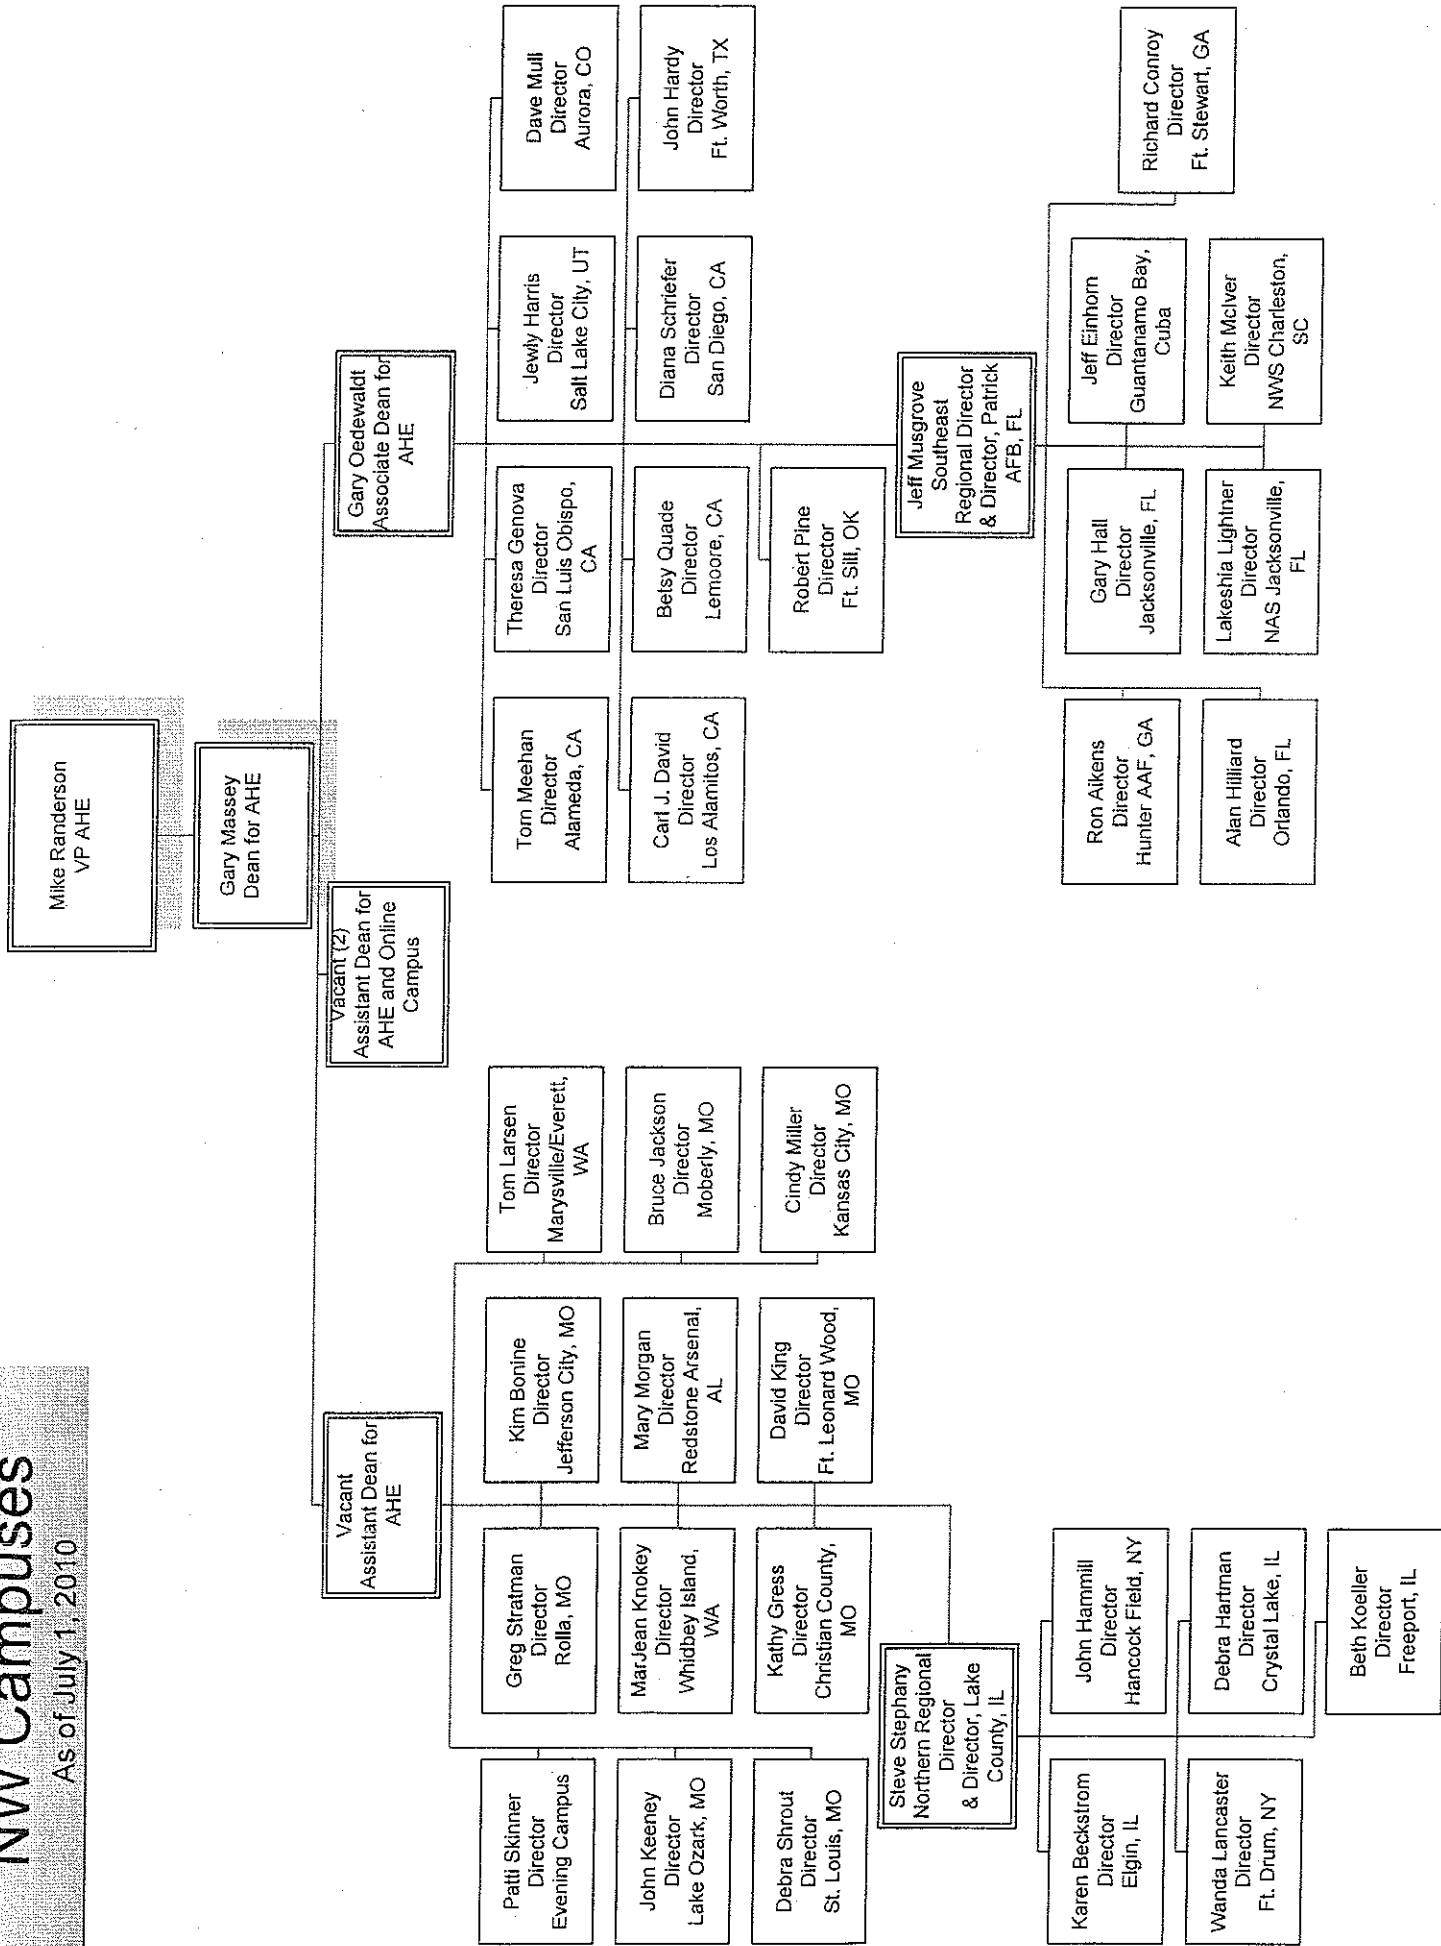 NW Campuses
As of July 1, 2010
Mike Randerson
VP AHE
Gary Massey
Dean for AHE
Vacant
Assistant Dean for
AHE
Vacant (2)
Assistant Dean for
AHE and Online
Campus
Gary Oedewaldt
Associate Dean for
AHE
Patti Skinner
Director
Evening Campus
Greg Stratman
Director
Rolla, MO
Kim Bonine
Director
Jefferson City, MO
Tom Larsen
Director
Marysville/Everett,
WA
John Keeney
Director
Lake Ozark, MO
MarJean Knokey
Director
Whidbey Island,
WA
Mary Morgan
Director
Redstone Arsenal,
AL
Bruce Jackson
Director
Moberly, MO
Debra Shrout
Director
St. Louis, MO
Kathy Gress
Director
Christian County,
MO
David King
Director
Ft. Leonard Wood,
MO
Cindy Miller
Director
Kansas City, MO
Steve Stephany
Northern Regional
Director
& Director, Lake
County, IL
Karen Beckstrom
Director
Elgin, IL
John Hammill
Director
Hancock Field, NY
Wanda Lancaster
Director
Ft. Drum, NY
Debra Hartman
Director
Crystal Lake, IL
Beth Koeller
Director
Freeport, IL
Tom Meehan
Director
Alameda, CA
Theresa Genova
Director
San Luis Obispo,
CA
Jewly Harris
Director
Salt Lake City, UT
Dave Mull
Director
Aurora, CO
Carl J. David
Director
Los Alamitos, CA
Betsy Quade
Director
Lemoore, CA
Diana Schriefer
Director
San Diego, CA
John Hardy
Director
Ft. Worth, TX
Robert Pine
Director
Ft. Sill, OK
Jeff Musgrove
Southeast
Regional Director
& Director, Patrick
AFB, FL
Ron Aikens
Director
Hunter AAF, GA
Gary Hall
Director
Jacksonville, FL
Jeff Einhorn
Director
Guantanamo Bay,
Cuba
Richard Conroy
Director
Ft. Stewart, GA
Alan Hilliard
Director
Orlando, FL
Lakeshia Lightner
Director
NAS Jacksonville,
FL
Keith McIver
Director
NWS Charleston,
SC